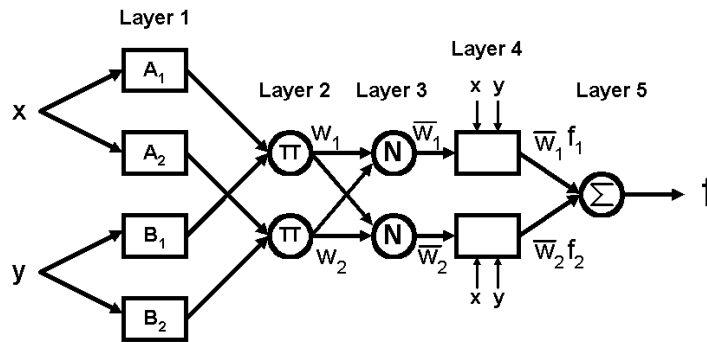 Layer 1
Layer 4
A₁
Layer 2
Layer 3
x y
Layer 5
x
w₁
w̅₁
w̅₁ f₁
A₂
π
N
Σ
f
B₁
π
N
w₂
w̅₂
w̅₂ f₂
y
x y
B₂